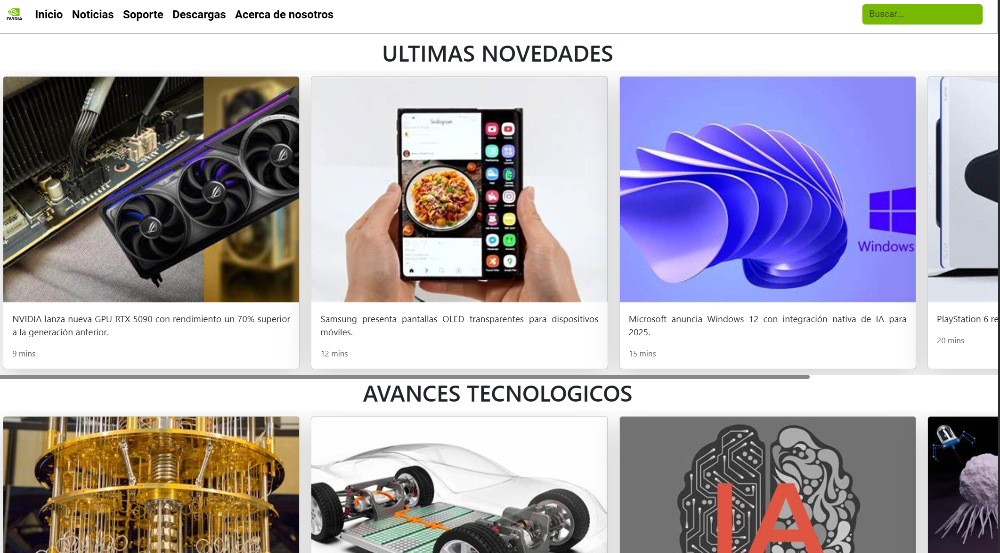 NVIDIA
Inicio Noticias Soporte Descargas Acerca de nosotros
Buscar...
ULTIMAS NOVEDADES
Instagram
Windows
NVIDIA lanza nueva GPU RTX 5090 con rendimiento un 70% superior
a la generación anterior.
9 mins
Samsung presenta pantallas OLED transparentes para dispositivos
móviles.
12 mins
Microsoft anuncia Windows 12 con integración nativa de IA para
2025.
15 mins
PlayStation 6 re
20 mins
AVANCES TECNOLOGICOS
IA